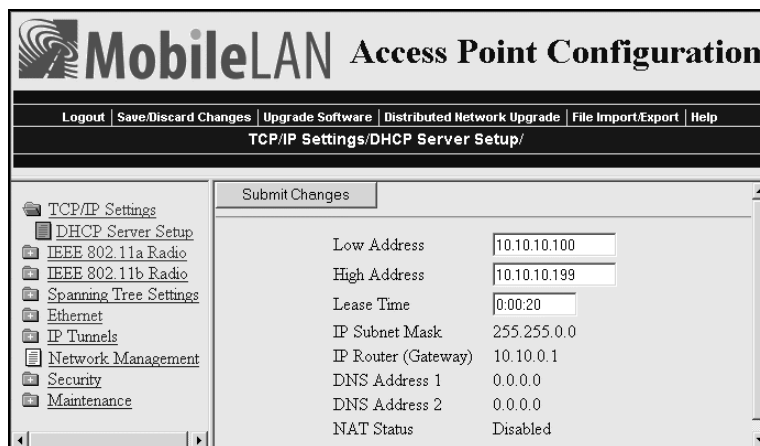 MobileLAN Access Point Configuration
Logout | Save/Discard Changes | Upgrade Software | Distributed Network Upgrade | File Import/Export | Help
TCP/IP Settings/DHCP Server Setup/
TCP/IP Settings
DHCP Server Setup
IEEE 802.11a Radio
IEEE 802.11b Radio
Spanning Tree Settings
Ethernet
IP Tunnels
Network Management
Security
Maintenance
Submit Changes
Low Address 10.10.10.100
High Address 10.10.10.199
Lease Time 0:00:20
IP Subnet Mask 255.255.0.0
IP Router (Gateway) 10.10.0.1
DNS Address 1 0.0.0.0
DNS Address 2 0.0.0.0
NAT Status Disabled